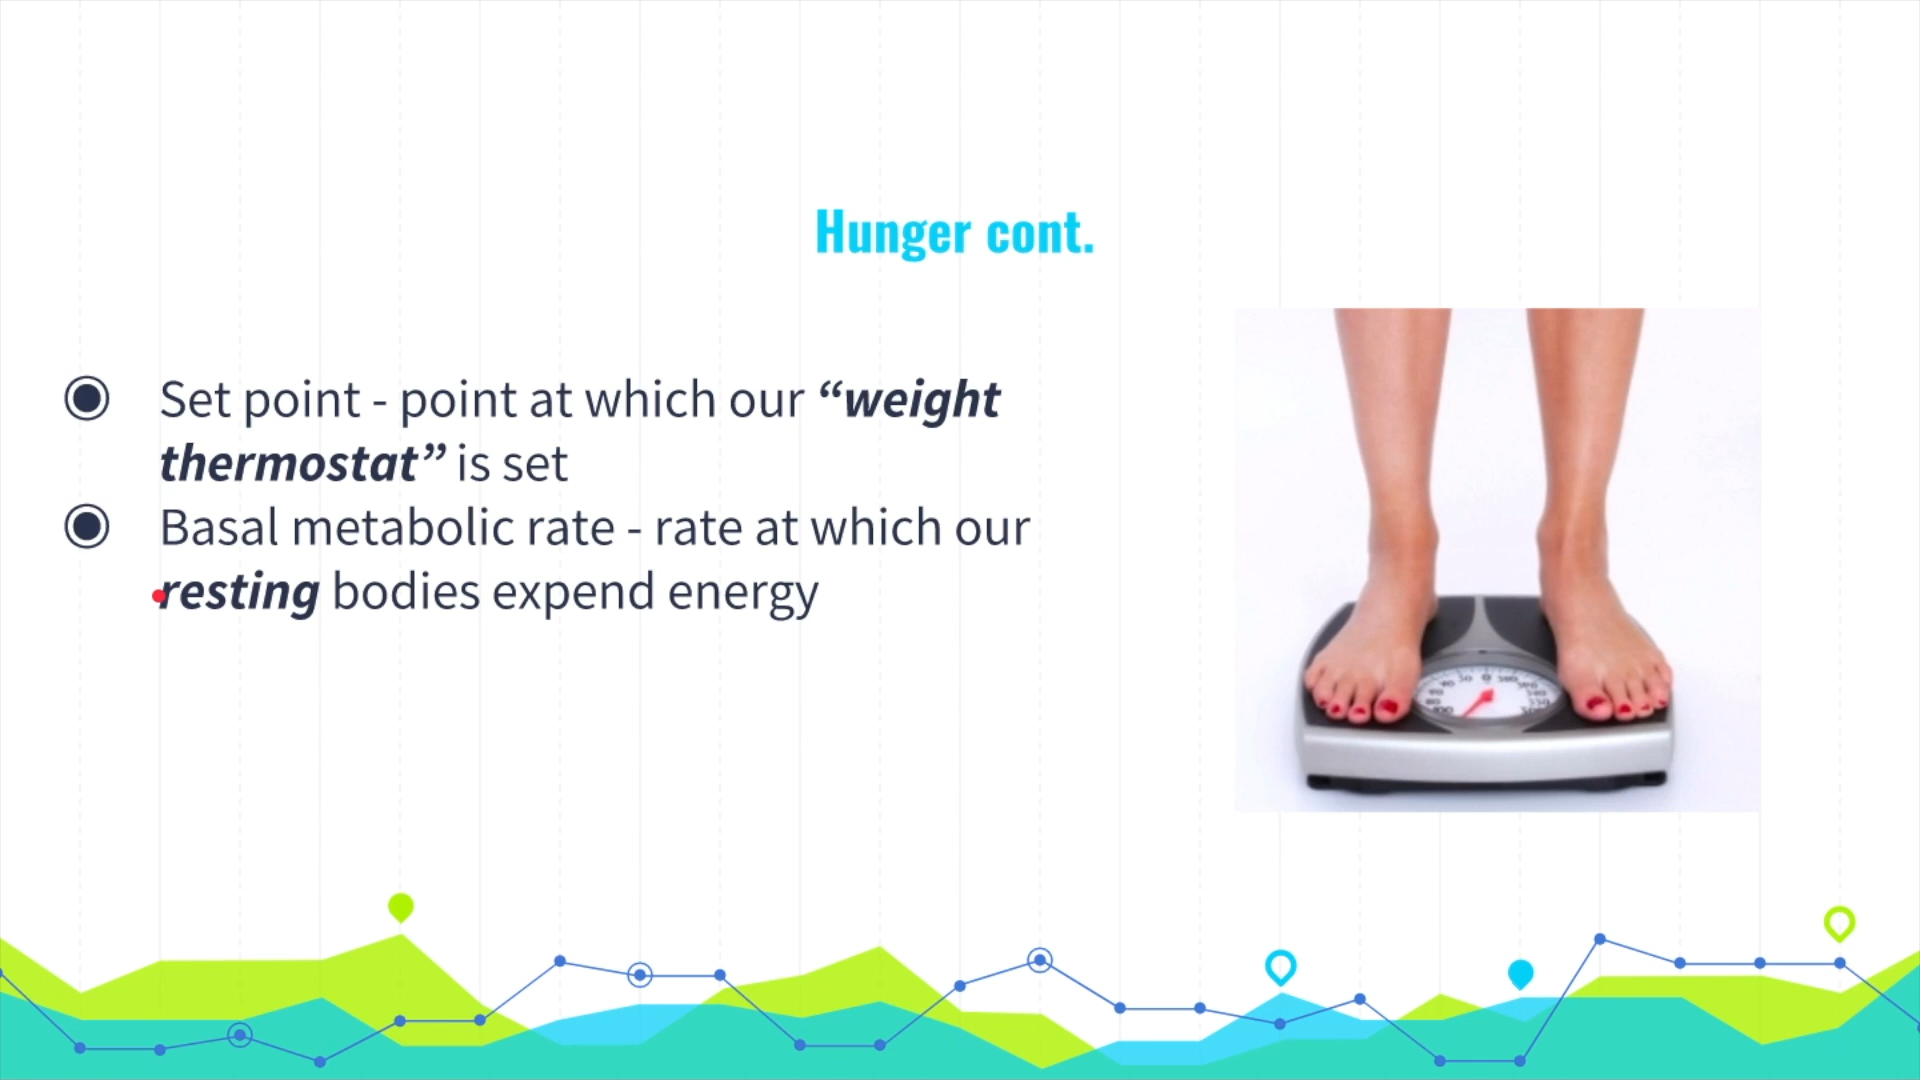 Hunger cont.
Set point - point at which our “weight
thermostat” is set
Basal metabolic rate - rate at which our
resting bodies expend energy